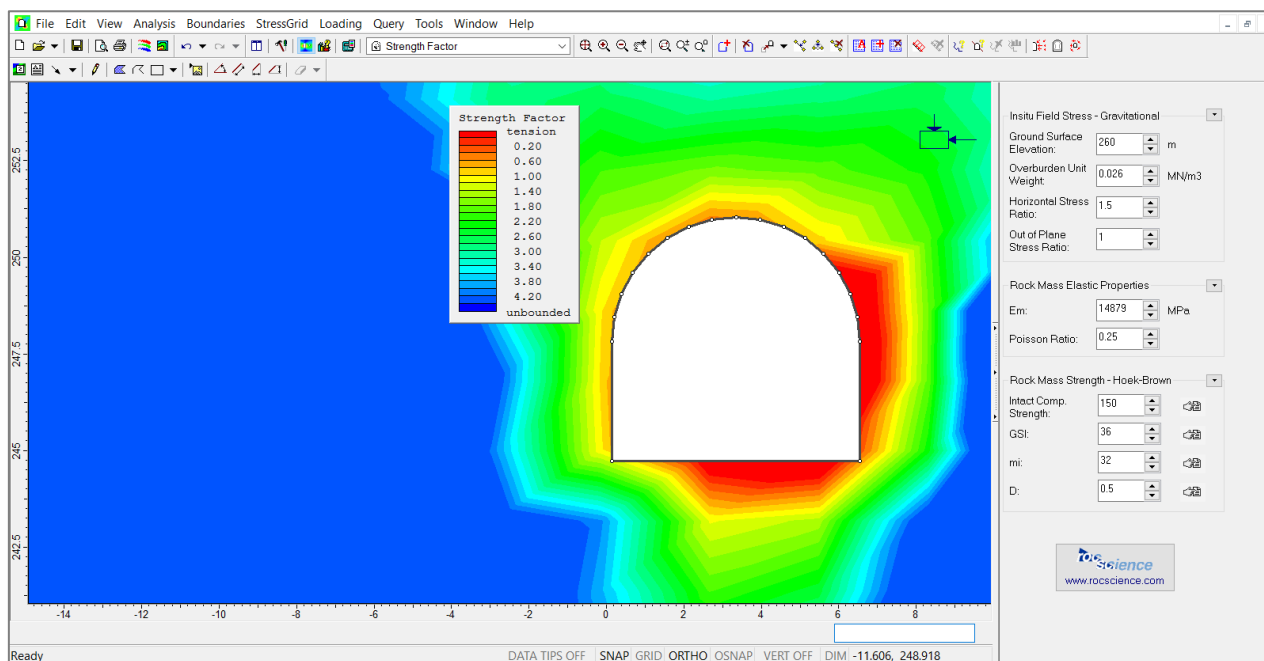 File Edit View Analysis Boundaries StressGrid Loading Query Tools Window Help
Strength Factor
Strength Factor
tension
0.20
0.60
1.00
1.40
1.80
2.20
2.60
3.00
3.40
3.80
4.20
unbounded
252.5
250
247.5
245
242.5
-14 -12 -10 -8 -6 -4 -2 0 2 4 6 8
Insitu Field Stress - Gravitational
Ground Surface
Elevation: 260 m
Overburden Unit
Weight: 0.026 MN/m3
Horizontal Stress
Ratio: 1.5
Out of Plane
Stress Ratio: 1
Rock Mass Elastic Properties
Em: 14879 MPa
Poisson Ratio: 0.25
Rock Mass Strength - Hoek-Brown
Intact Comp.
Strength: 150
GSI: 36
mi: 32
D: 0.5
rocscience
www.rocscience.com
Ready DATA TIPS OFF SNAP GRID ORTHO OSNAP VERT OFF DIM -11.606, 248.918